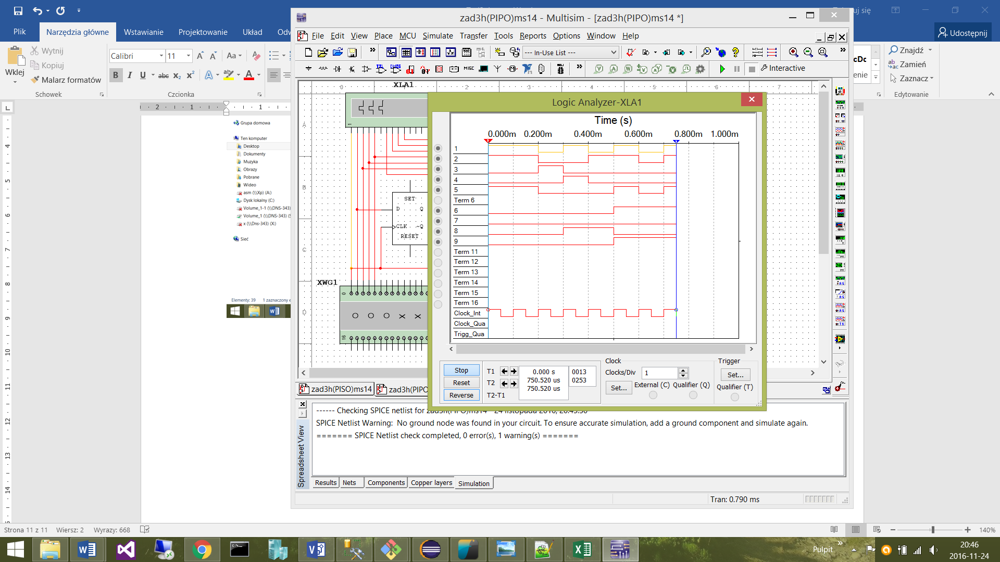 zad3h(PIPO)ms14 - Multisim - [zad3h(PIPO)ms14 *]
uj się
Plik
Narzędzia główne
Wstawianie
Projektowanie
Układ
Udostępnij
File Edit View Place MCU Simulate Transfer Tools Reports Options Window Help
Wklej
Wytnij
Kopiuj
Malarz formatów
Schowek
Calibri
11
Czcionka
--- In-Use List ---
MISC
Interactive
Znajdź
Zamień
Zaznacz
Edytowanie
Grupa domowa
Ten komputer
Desktop
Dokumenty
Muzyka
Obrazy
Pobrane
Wideo
asm (\\Xp) (A:)
Dysk lokalny (C:)
Volume_1-1 (\\DNS-343)
Volume_1 (\\DNS-343) (
x (\\Dns-343) (X:)
Sieć
Elementy: 39
1 zaznaczony e
XLA1
SET
D Q
CLK ~Q
RESET
XWG1
Logic Analyzer-XLA1
Time (s)
0.000m 0.200m 0.400m 0.600m 0.800m 1.000m
1
2
3
4
5
Term 6
6
7
8
9
Term 11
Term 12
Term 13
Term 14
Term 15
Term 16
Clock_Int
Clock_Qua
Trigg_Qua
Stop
Reset
Reverse
T1
T2
T2-T1
0.000 s
750.520 us
750.520 us
0013
0253
Clock
Clocks/Div
1
Set...
External (C)
Qualifier (Q)
Trigger
Set...
Qualifier (T)
zad3h(PISO)ms14
zad3h(PIPO
------ Checking SPICE netlist for zad3h(PIPO)ms14 - 24 listopada 2016, 20:45:50 ------
SPICE Netlist Warning: No ground node was found in your circuit. To ensure accurate simulation, add a ground component and simulate again.
======= SPICE Netlist check completed, 0 error(s), 1 warning(s) =======
Spreadsheet View
Results
Nets
Components
Copper layers
Simulation
Tran: 0.790 ms
Strona 11 z 11
Wiersz: 2
Wyrazy: 668
140%
Pulpit
20:46
2016-11-24